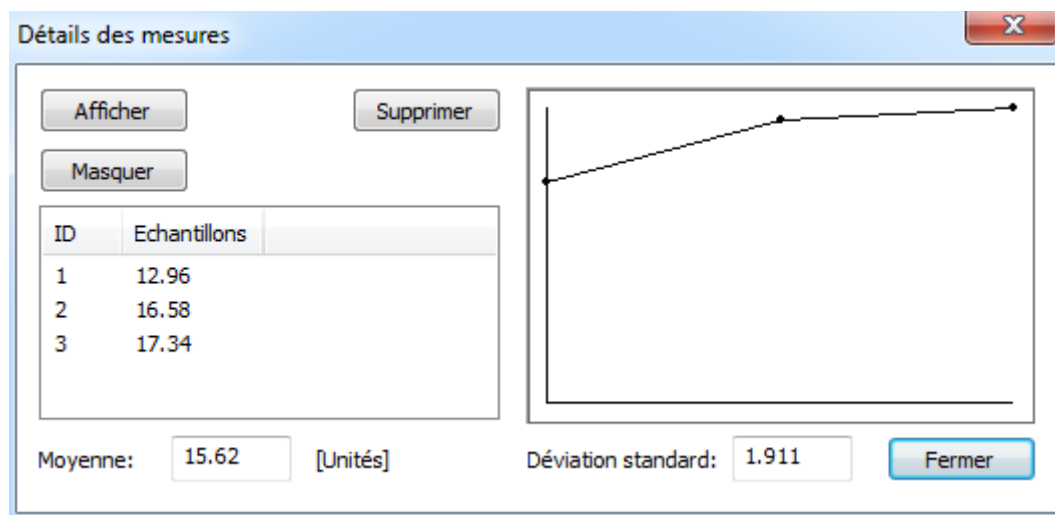 Détails des mesures
Afficher
Supprimer
Masquer
ID Echantillons
1 12.96
2 16.58
3 17.34
Moyenne: 15.62 [Unités] Déviation standard: 1.911 Fermer